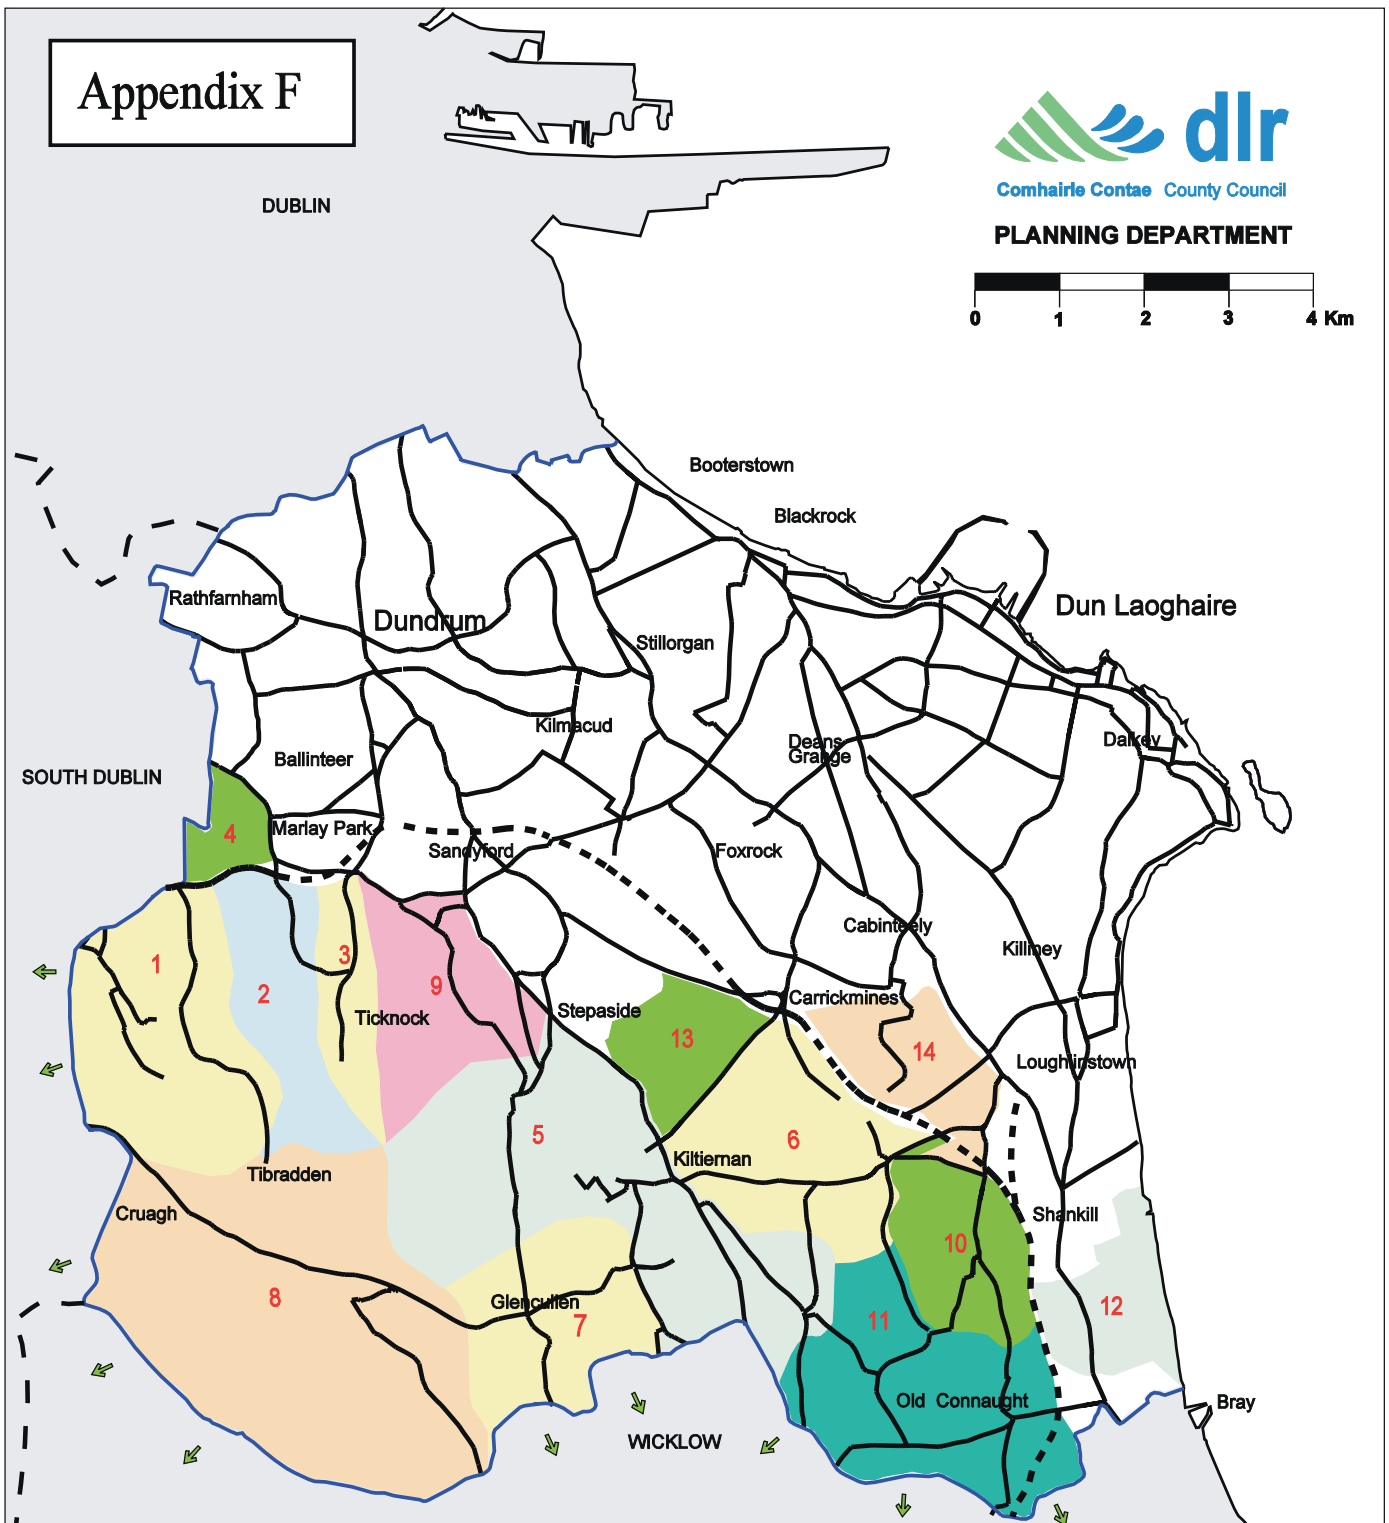 Appendix F
dlr
Comhairle Contae County Council
PLANNING DEPARTMENT
0 1 2 3 4 Km
DUBLIN
Booterstown
Blackrock
Rathfarnham
Dundrum
Dun Laoghaire
Stillorgan
Kilmacud
Deans
Grange
Dalkey
Ballinteer
SOUTH DUBLIN
4
Marlay Park
Sandyford
Foxrock
Cabinteely
Killiney
1
2
3
9
Ticknock
Stepaside
Carrickmines
13
14
Loughlinstown
5
6
Kiltiernan
Tibradden
Cruagh
Shankill
10
8
Glencullen
7
11
12
Old Connaught
Bray
WICKLOW